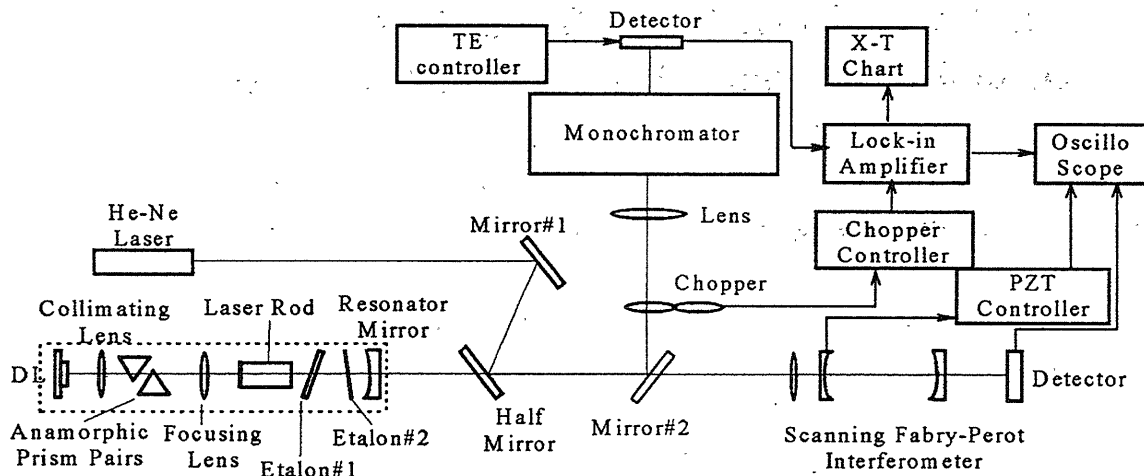 Detector
TE
controller
X-T
Chart
Monochromator
Lock-in
Amplifier
Oscillo
Scope
He-Ne
Laser
Mirror#1
Lens
Chopper
Controller
Chopper
PZT
Controller
Collimating
Lens
Laser Rod
Resonator
Mirror
DL
Detector
Anamorphic
Prism Pairs
Focusing
Lens
Etalon#1
Etalon#2
Half
Mirror
Mirror#2
Scanning Fabry-Perot
Interferometer